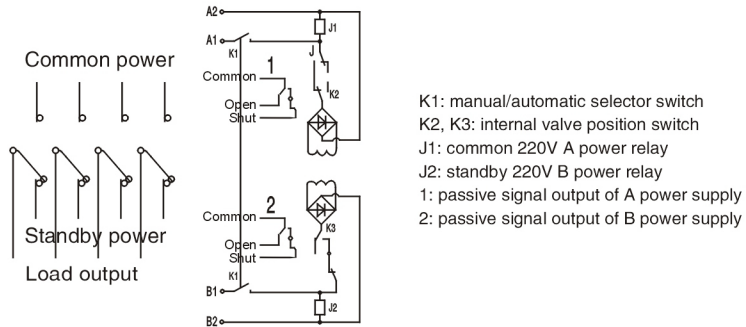 Common power
Standby power
Load output
A2
J1
A1
K1
J
1
Common
K2
Open
Shut
2
Common
K3
Open
Shut
K1
B1
J2
B2
K1: manual/automatic selector switch
K2, K3: internal valve position switch
J1: common 220V A power relay
J2: standby 220V B power relay
1: passive signal output of A power supply
2: passive signal output of B power supply